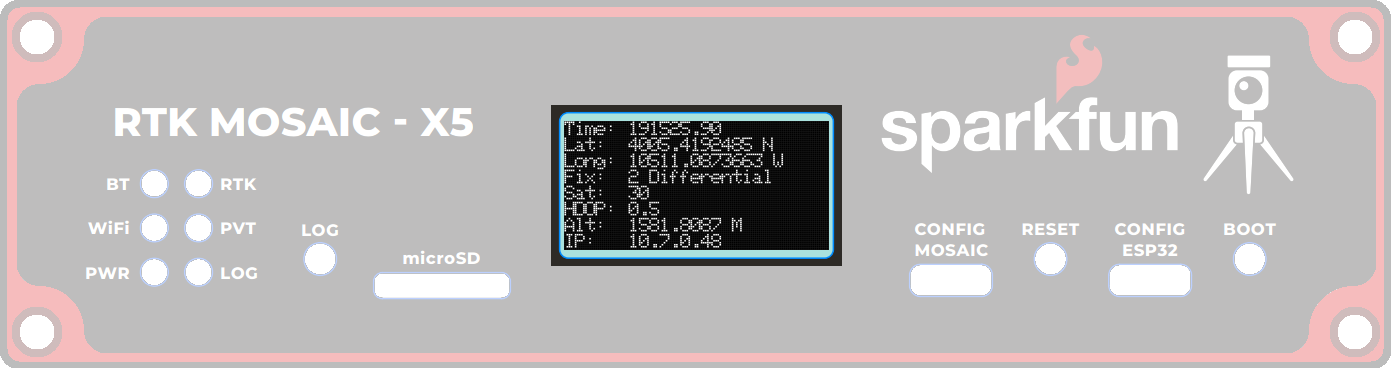 RTK MOSAIC - X5
BT
RTK
WiFi
PVT
PWR
LOG
LOG
microSD
Time: 191525.90
Lat: 4005.4192485 N
Long: 10511.0873663 W
Fix: 2 Differential
Sat: 30
HDOP: 0.5
Alt: 1581.8087 M
IP: 10.7.0.48
sparkfun
CONFIG
MOSAIC
RESET
CONFIG
ESP32
BOOT